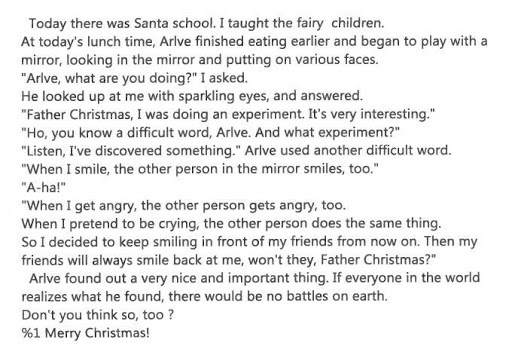 Today there was Santa school. I taught the fairy children.
At today's lunch time, Arlve finished eating earlier and began to play with a
mirror, looking in the mirror and putting on various faces.
"Arlve, what are you doing?" I asked.
He looked up at me with sparkling eyes, and answered.
"Father Christmas, I was doing an experiment. It's very interesting."
"Ho, you know a difficult word, Arlve. And what experiment?"
"Listen, I've discovered something." Arlve used another difficult word.
"When I smile, the other person in the mirror smiles, too."
"A-ha!"
"When I get angry, the other person gets angry, too.
When I pretend to be crying, the other person does the same thing.
So I decided to keep smiling in front of my friends from now on. Then my
friends will always smile back at me, won't they, Father Christmas?"
Arlve found out a very nice and important thing. If everyone in the world
realizes what he found, there would be no battles on earth.
Don't you think so, too ?
%1 Merry Christmas!